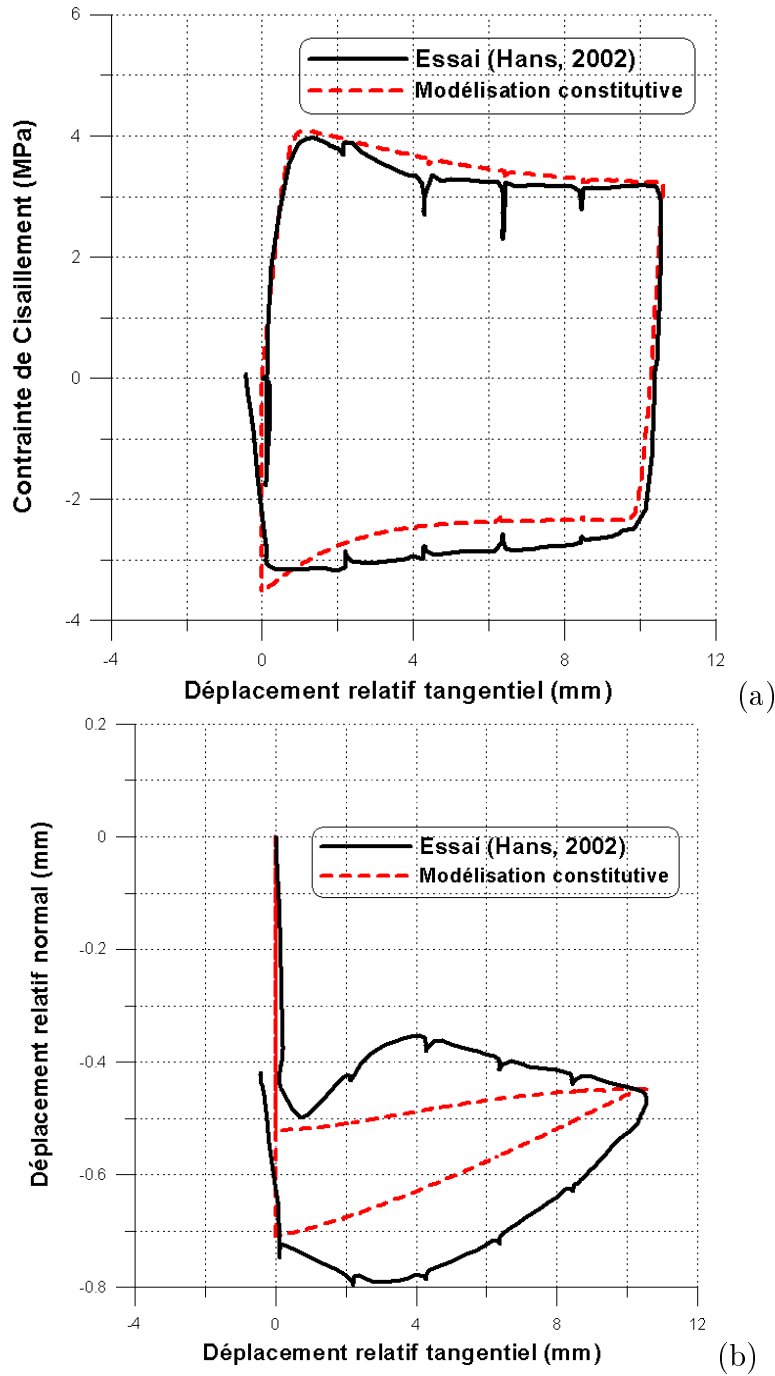 6
4
2
0
-2
-4
Contrainte de Cisaillement (MPa)
Essai (Hans, 2002)
Modélisation constitutive
-4 0 4 8 12
Déplacement relatif tangentiel (mm)
(a)
0.2
0
-0.2
-0.4
-0.6
-0.8
Déplacement relatif normal (mm)
Essai (Hans, 2002)
Modélisation constitutive
-4 0 4 8 12
Déplacement relatif tangentiel (mm)
(b)